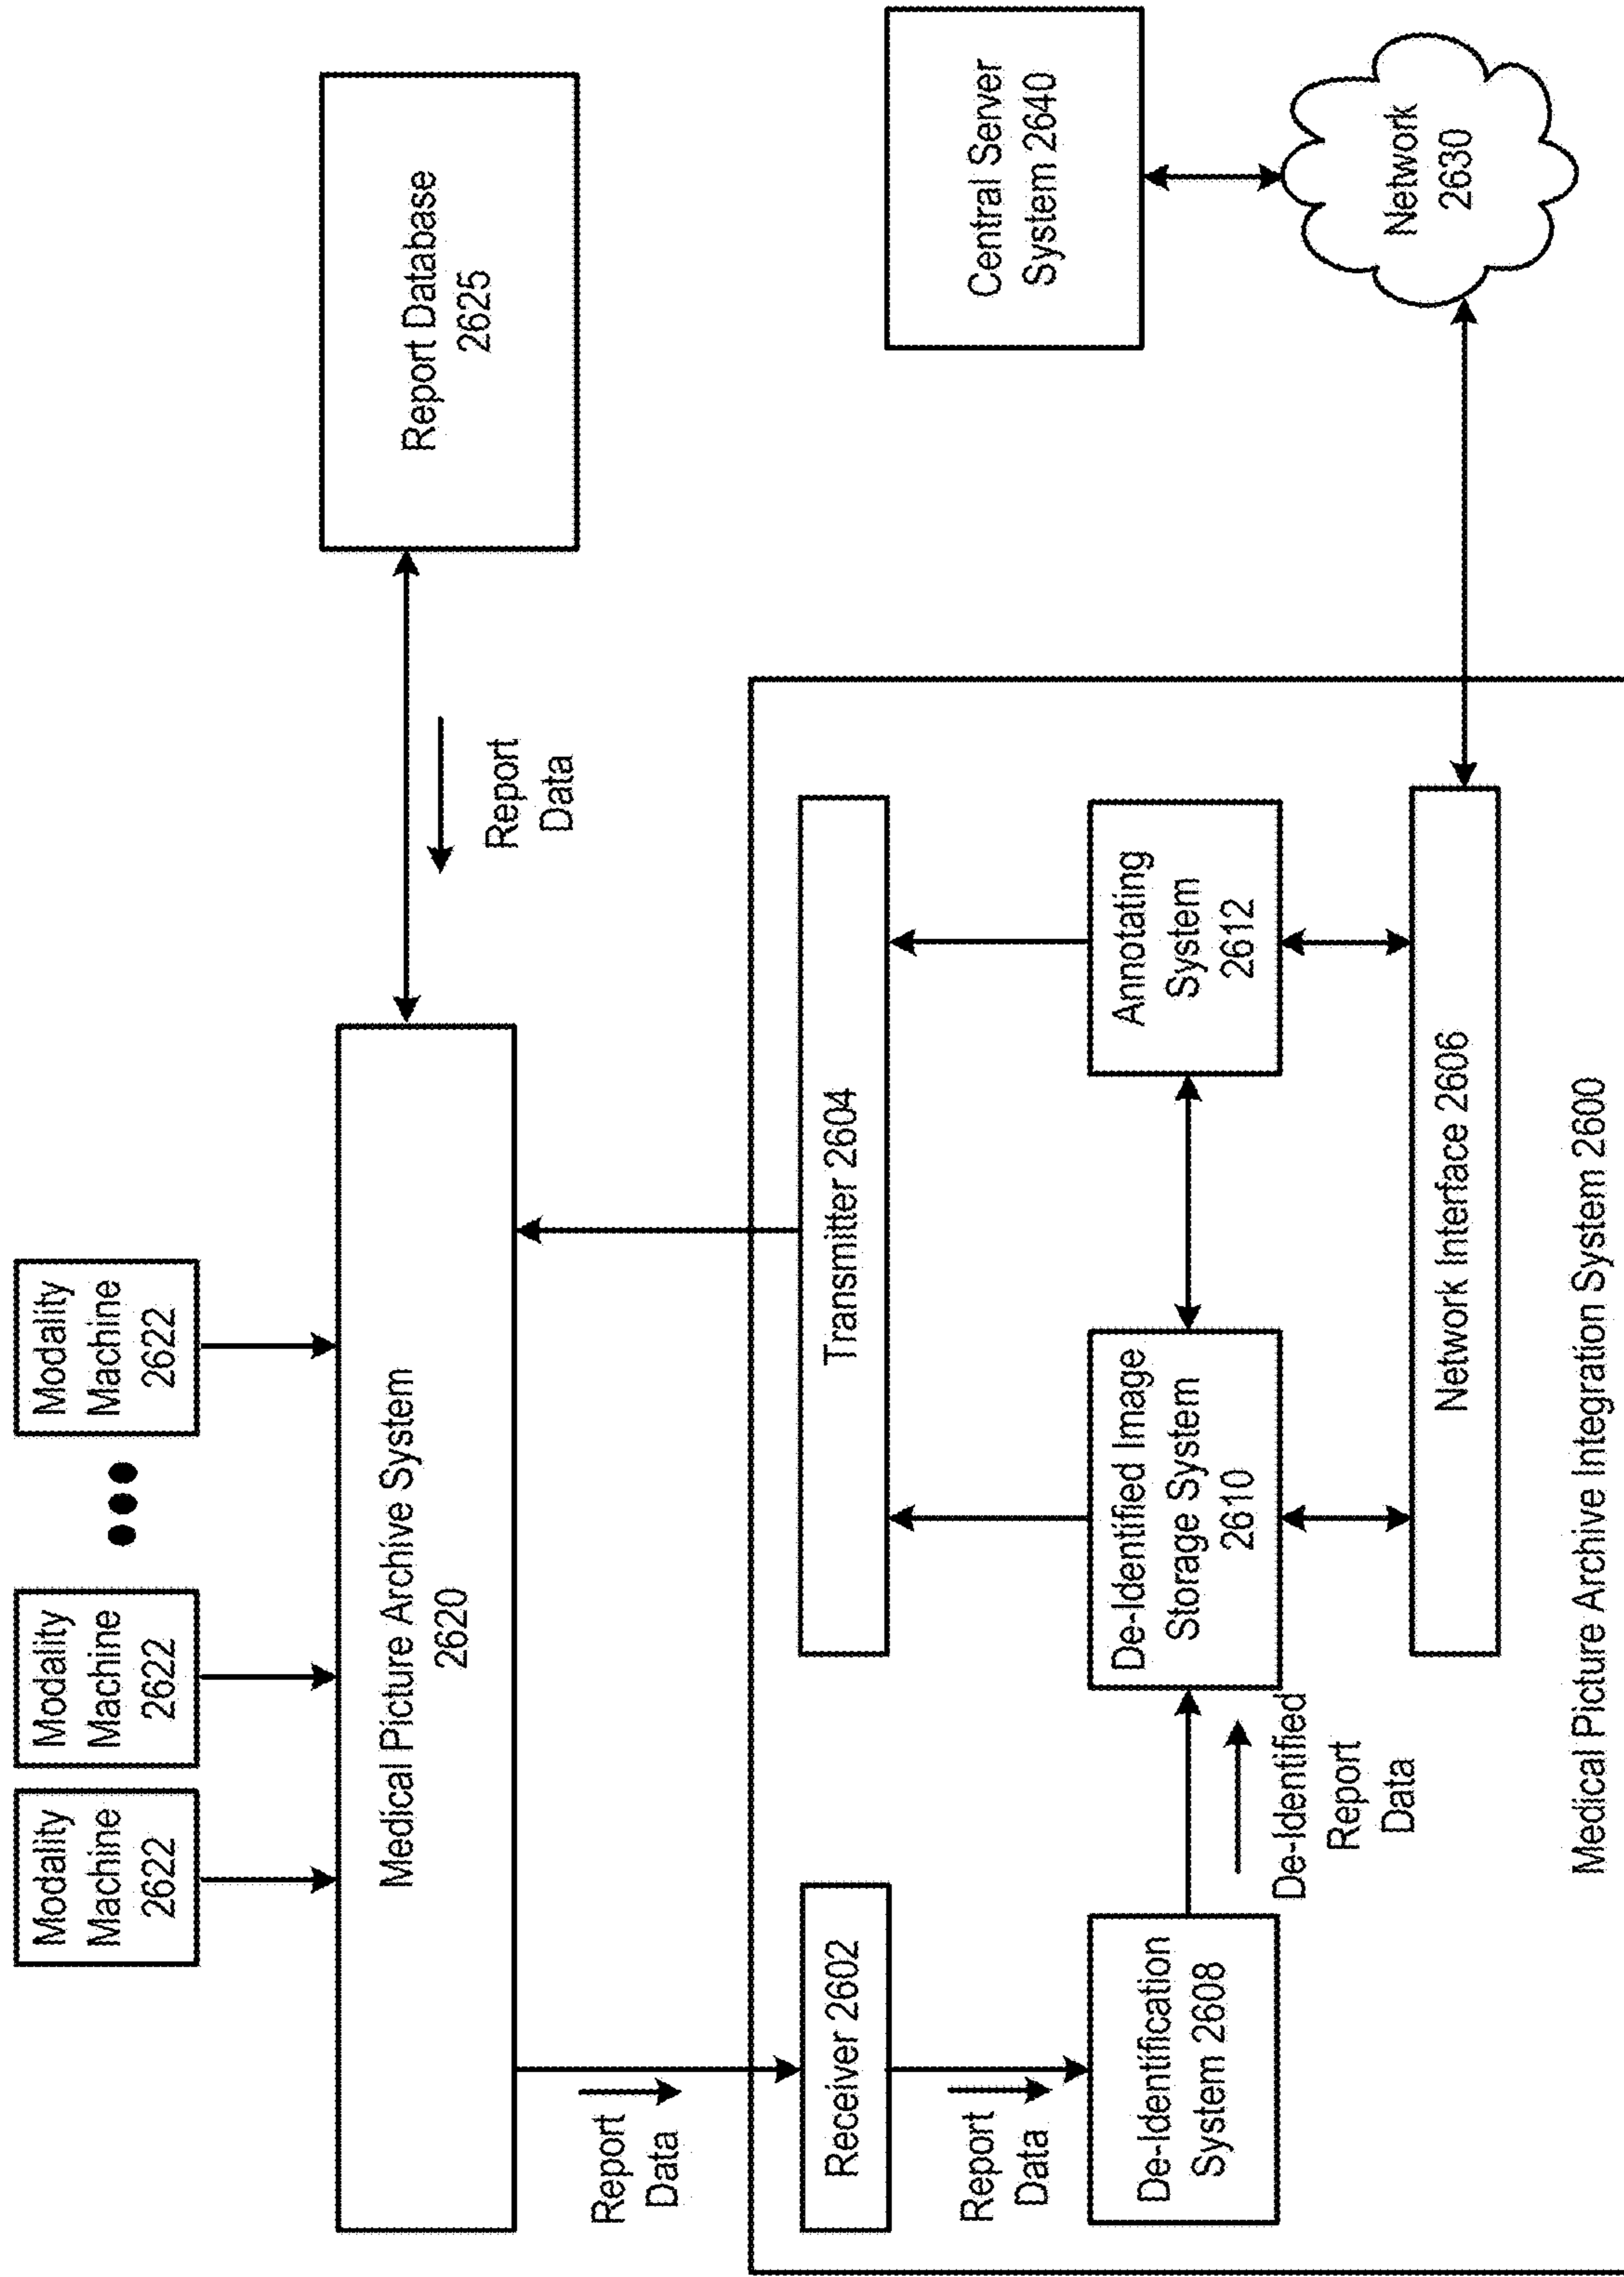 Modality
Machine
2622
Modality
Machine
2622
Modality
Machine
2622
Medical Picture Archive System
2620
Report Database
2625
Report
Data
Report
Data
Receiver 2602
Transmitter 2604
Report
Data
De-Identification
System 2608
De-Identified
Report
Data
De-Identified Image
Storage System
2610
Annotating
System
2612
Network Interface 2606
Medical Picture Archive Integration System 2600
Central Server
System 2640
Network
2630